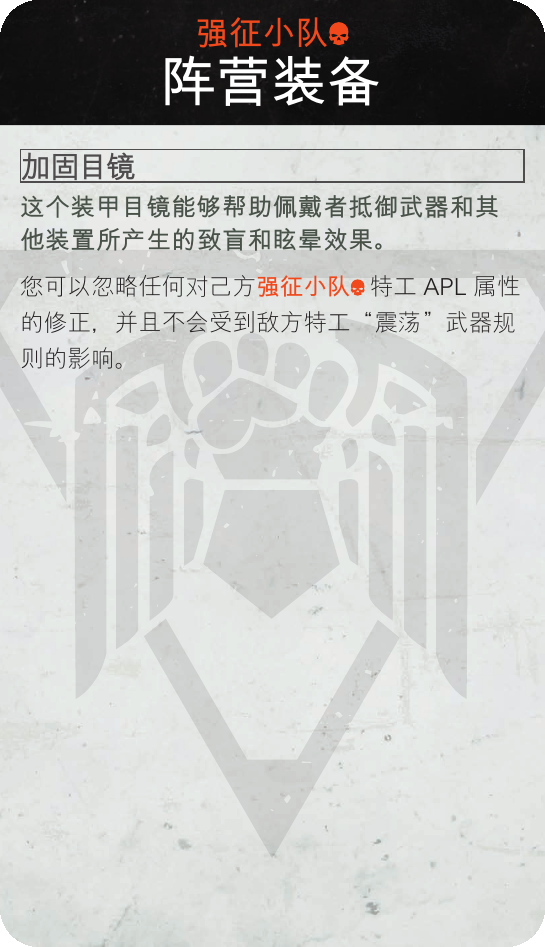 强征小队
阵营装备
加固目镜
这个装甲目镜能够帮助佩戴者抵御武器和其
他装置所产生的致盲和眩晕效果。
您可以忽略任何对己方强征小队特工 APL 属性
的修正，并且不会受到敌方特工“震荡”武器规
则的影响。